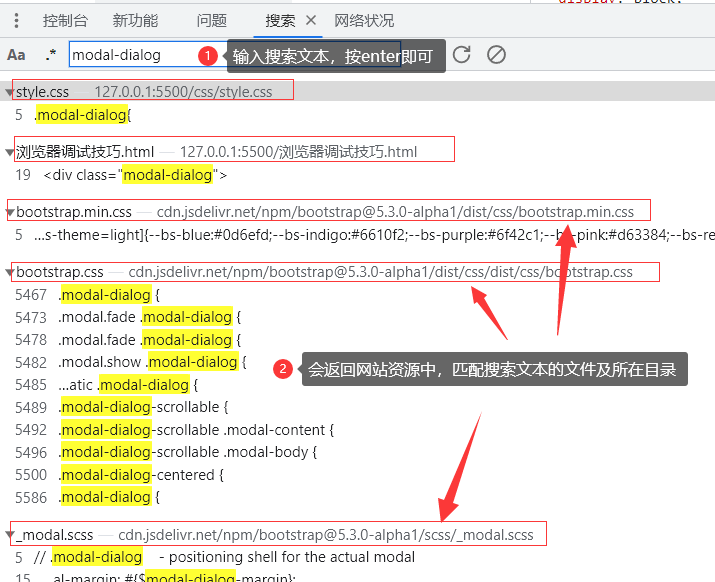 display: block;
控制台 新功能 问题 搜索 × 网络状况
Aa .* modal-dialog 1 输入搜索文本，按enter即可
style.css — 127.0.0.1:5500/css/style.css
5 .modal-dialog{
浏览器调试技巧.html — 127.0.0.1:5500/浏览器调试技巧.html
19 <div class="modal-dialog">
bootstrap.min.css — cdn.jsdelivr.net/npm/bootstrap@5.3.0-alpha1/dist/css/bootstrap.min.css
5 ...s-theme=light]{--bs-blue:#0d6efd;--bs-indigo:#6610f2;--bs-purple:#6f42c1;--bs-pink:#d63384;--bs-re
bootstrap.css — cdn.jsdelivr.net/npm/bootstrap@5.3.0-alpha1/dist/css/dist/css/bootstrap.css
5467 .modal-dialog {
5473 .modal.fade .modal-dialog {
5478 .modal.fade .modal-dialog {
5482 .modal.show .modal-dialog {
2 会返回网站资源中，匹配搜索文本的文件及所在目录
5485 ...atic .modal-dialog {
5489 .modal-dialog-scrollable {
5492 .modal-dialog-scrollable .modal-content {
5496 .modal-dialog-scrollable .modal-body {
5500 .modal-dialog-centered {
5586 .modal-dialog {
_modal.scss — cdn.jsdelivr.net/npm/bootstrap@5.3.0-alpha1/scss/_modal.scss
5 // .modal-dialog - positioning shell for the actual modal
15 ...al-margin: #{$modal-dialog-margin};